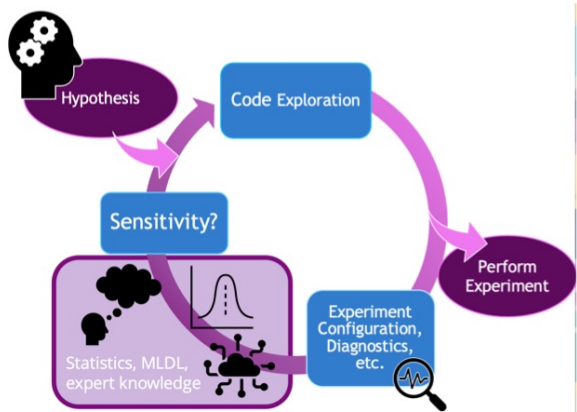 Hypothesis
Code Exploration
Sensitivity?
Perform
Experiment
Experiment
Configuration,
Diagnostics,
etc.
Statistics, MLDL,
expert knowledge